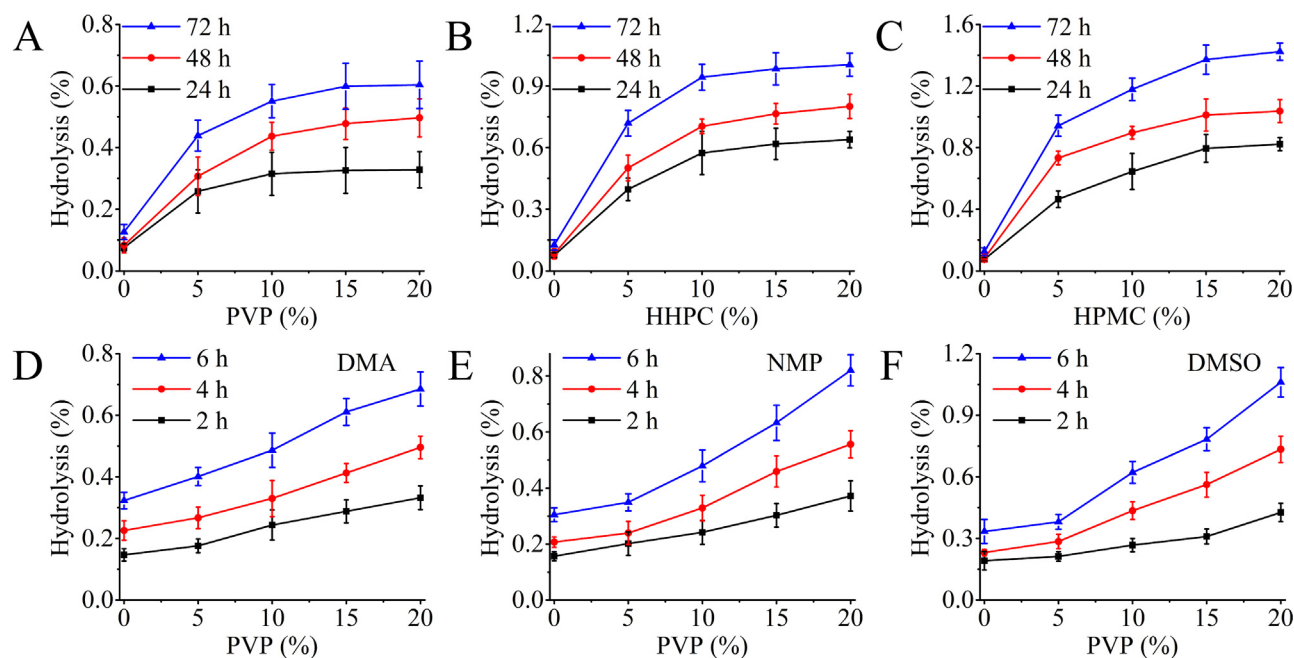 A
72 h
48 h
24 h
Hydrolysis (%)
0.8
0.6
0.4
0.2
0.0
0 5 10 15 20
PVP (%)
B
72 h
48 h
24 h
Hydrolysis (%)
1.2
0.9
0.6
0.3
0.0
0 5 10 15 20
HHPC (%)
C
72 h
48 h
24 h
Hydrolysis (%)
1.6
1.2
0.8
0.4
0.0
0 5 10 15 20
HPMC (%)
D
6 h
4 h
2 h
DMA
Hydrolysis (%)
0.8
0.6
0.4
0.2
0.0
0 5 10 15 20
PVP (%)
E
6 h
4 h
2 h
NMP
Hydrolysis (%)
0.8
0.6
0.4
0.2
0.0
0 5 10 15 20
PVP (%)
F
6 h
4 h
2 h
DMSO
Hydrolysis (%)
1.2
0.9
0.6
0.3
0.0
0 5 10 15 20
PVP (%)